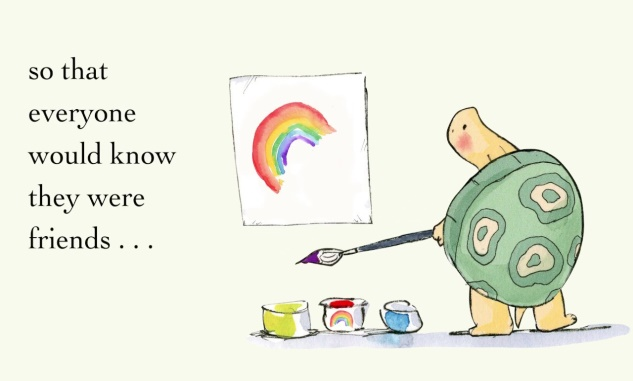 so that
everyone
would know
they were
friends . . .